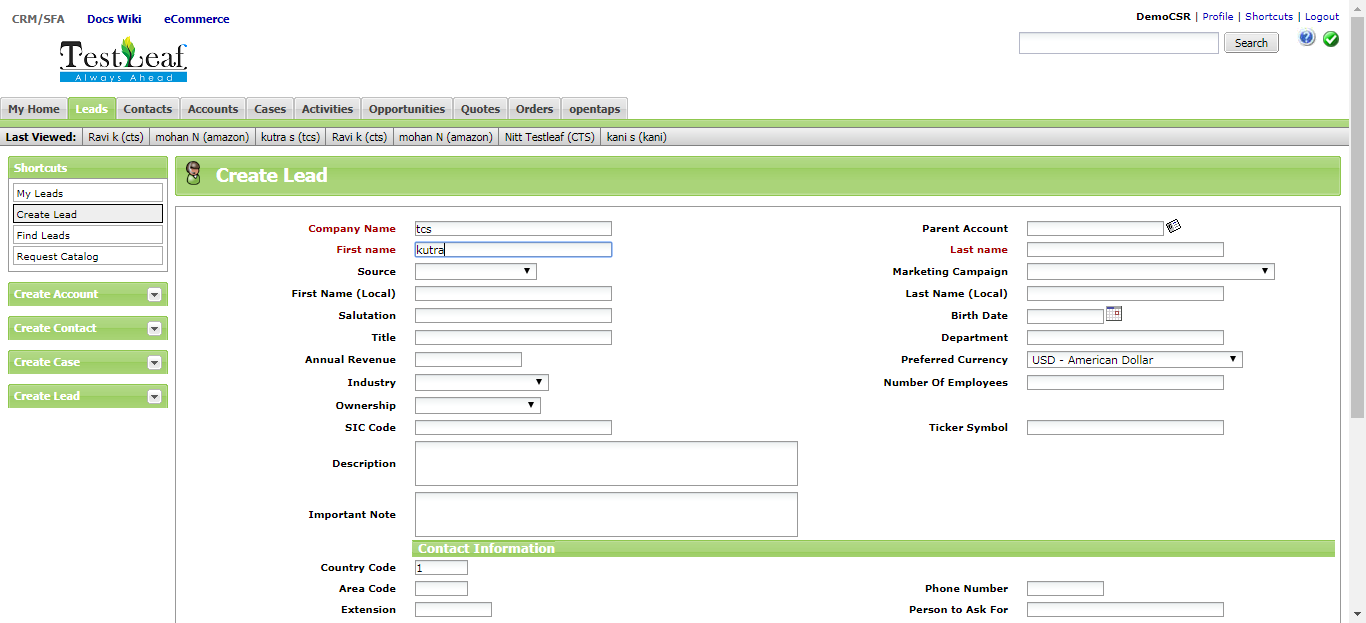 CRM/SFA Docs Wiki eCommerce
DemoCSR | Profile | Shortcuts | Logout
TestLeaf
Always Ahead
Search
My Home Leads Contacts Accounts Cases Activities Opportunities Quotes Orders opentaps
Last Viewed: Ravi k (cts) mohan N (amazon) kutra s (tcs) Ravi k (cts) mohan N (amazon) Nitt Testleaf (CTS) kani s (kani)
Shortcuts
My Leads
Create Lead
Find Leads
Request Catalog
Create Account
Create Contact
Create Case
Create Lead
Create Lead
Company Name tcs Parent Account
First name kutra Last name
Source Marketing Campaign
First Name (Local) Last Name (Local)
Salutation Birth Date
Title Department
Annual Revenue Preferred Currency USD - American Dollar
Industry Number Of Employees
Ownership
SIC Code Ticker Symbol
Description
Important Note
Contact Information
Country Code 1
Area Code Phone Number
Extension Person to Ask For